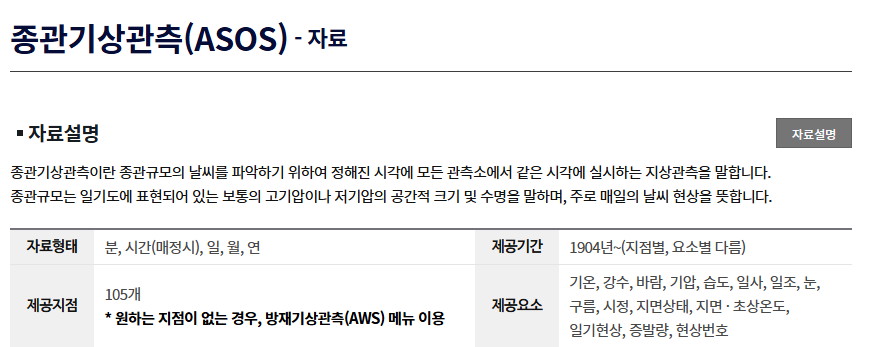 종관기상관측(ASOS) - 자료
자료설명
자료설명
종관기상관측이란 종관규모의 날씨를 파악하기 위하여 정해진 시각에 모든 관측소에서 같은 시각에 실시하는 지상관측을 말합니다.
종관규모는 일기도에 표현되어 있는 보통의 고기압이나 저기압의 공간적 크기 및 수명을 말하며, 주로 매일의 날씨 현상을 뜻합니다.
자료형태
분, 시간(매정시), 일, 월, 연
제공기간
1904년~(지점별, 요소별 다름)
제공지점
105개
* 원하는 지점이 없는 경우, 방재기상관측(AWS) 메뉴 이용
제공요소
기온, 강수, 바람, 기압, 습도, 일사, 일조, 눈,
구름, 시정, 지면상태, 지면 · 초상온도,
일기현상, 증발량, 현상번호